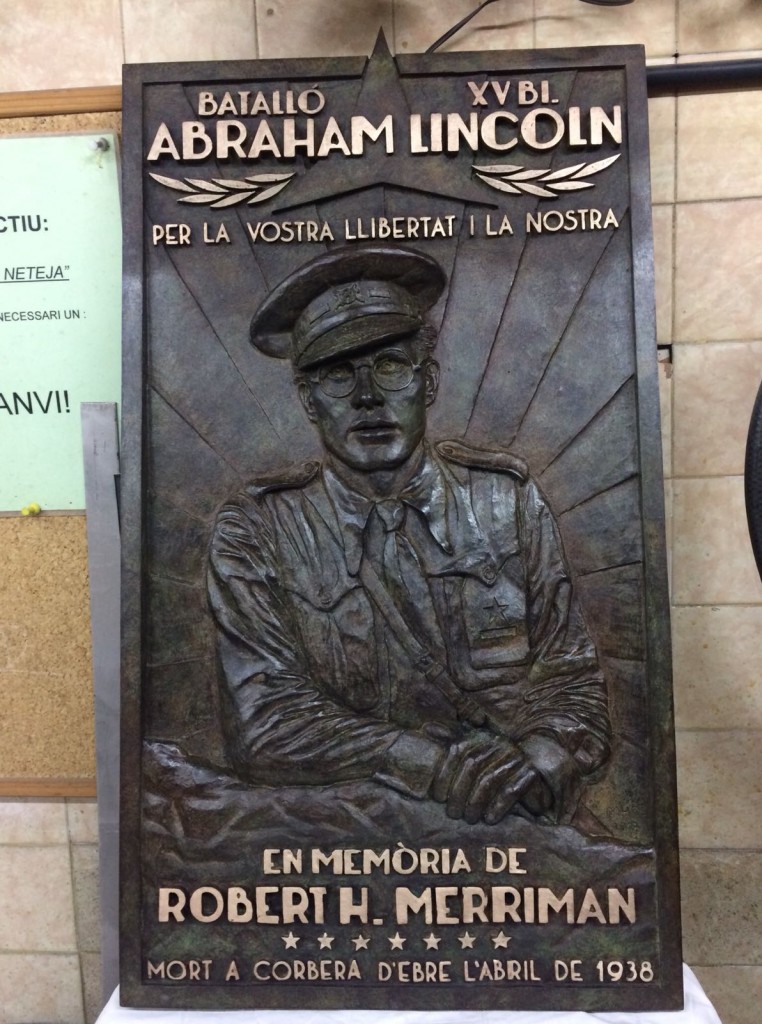 BATALLÓ XV BI.
ABRAHAM LINCOLN
PER LA VOSTRA LLIBERTAT I LA NOSTRA
EN MEMÒRIA DE
ROBERT H. MERRIMAN
MORT A CORBERA D'EBRE L'ABRIL DE 1938
CTIU:
NETEJA"
NECESSARI UN :
ANVI!